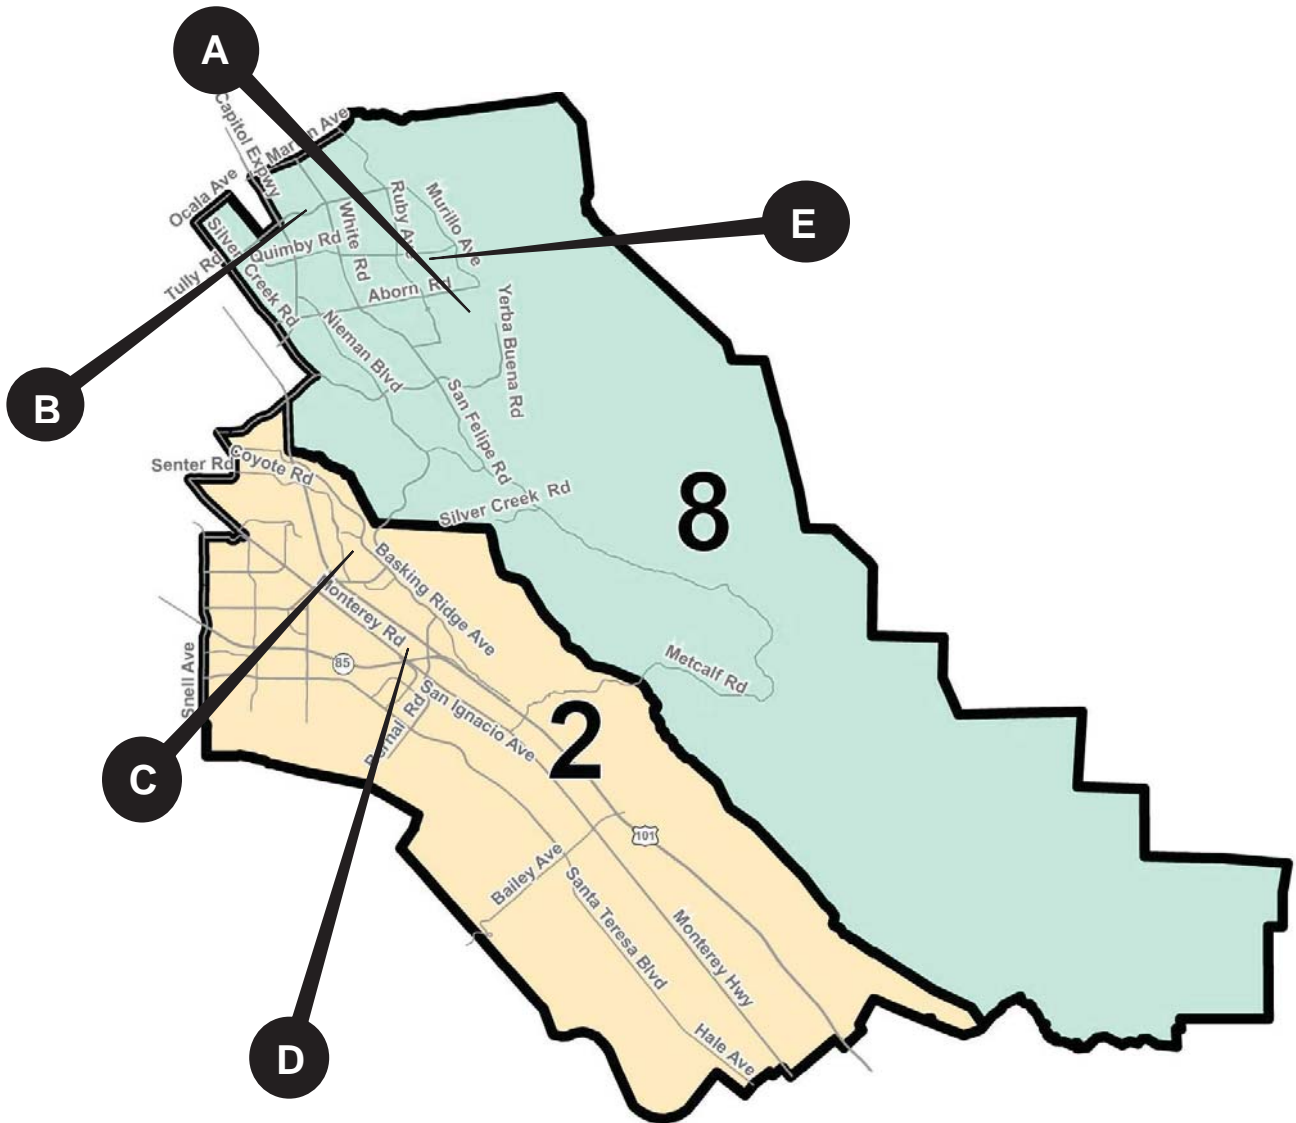 A
Capitol Expwy
Ocala Ave
Ruby Ave
Murillo Ave
White Rd
E
Silver Creek Rd
Quimby Rd
Tully Rd
Aborn Rd
Yerba Buena Rd
Nieman Blvd
B
San Felipe Rd
Senter Rd
Coyote Rd
8
Silver Creek Rd
Basking Ridge Ave
Monterey Rd
Snell Ave
85
Metcalf Rd
San Ignacio Ave
Rd
2
C
101
Bailey Ave
Santa Teresa Blvd
Monterey Hwy
D
Hale Ave